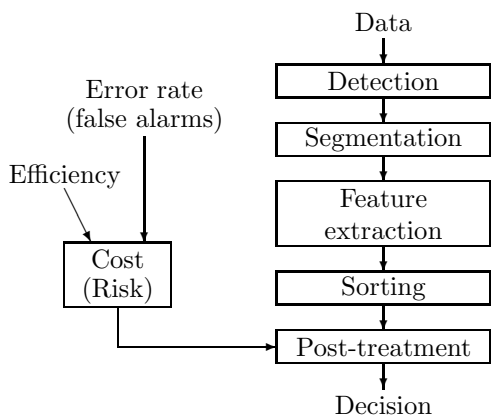 Data
Detection
Error rate
(false alarms)
Segmentation
Efficiency
Feature
extraction
Cost
(Risk)
Sorting
Post-treatment
Decision